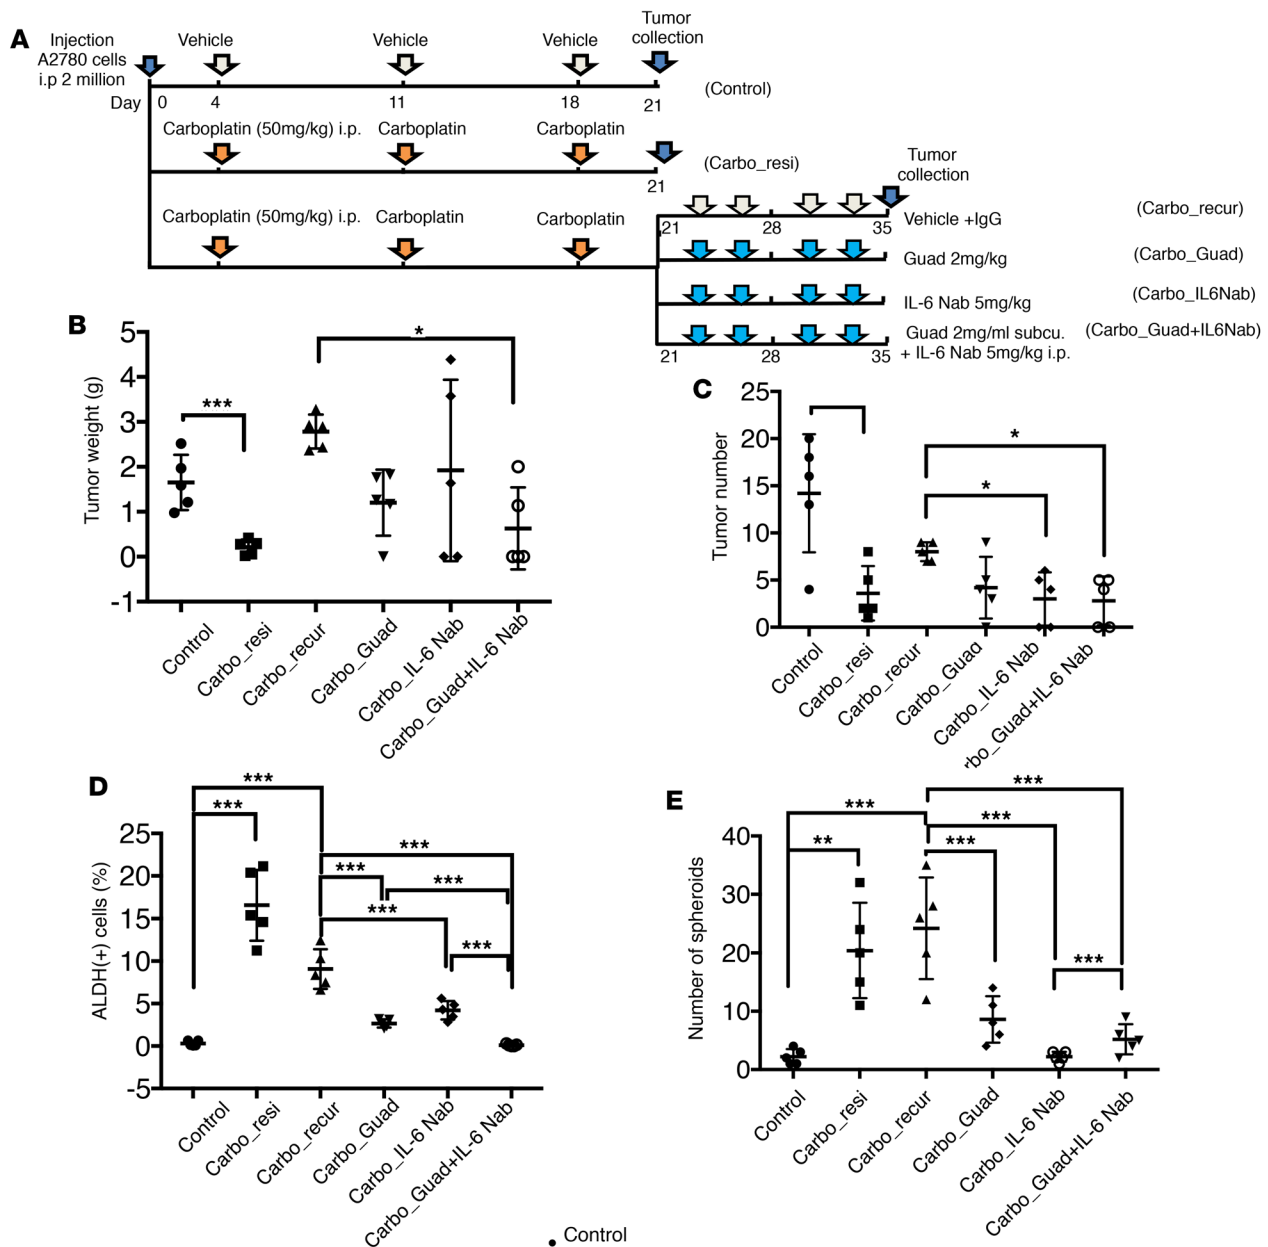 A
Injection
A2780 cells
i.p 2 million
Vehicle
Vehicle
Vehicle
Tumor
collection
Day 0 4 11 18 21
(Control)
Carboplatin (50mg/kg) i.p. Carboplatin Carboplatin
21
(Carbo_resi)
Carboplatin (50mg/kg) i.p. Carboplatin Carboplatin
Tumor
collection
21 28 35
Vehicle +IgG (Carbo_recur)
Guad 2mg/kg (Carbo_Guad)
IL-6 Nab 5mg/kg (Carbo_IL6Nab)
Guad 2mg/ml subcu. (Carbo_Guad+IL6Nab)
+ IL-6 Nab 5mg/kg i.p.
21 28 35
B
Tumor weight (g)
5
4
3
2
1
0
-1
***
*
Control
Carbo_resi
Carbo_recur
Carbo_Guad
Carbo_IL-6 Nab
Carbo_Guad+IL-6 Nab
C
Tumor number
25
20
15
10
5
0
*
*
Control
Carbo_resi
Carbo_recur
Carbo_Guad
Carbo_IL-6 Nab
rbo_Guad+IL-6 Nab
D
ALDH(+) cells (%)
25
20
15
10
5
0
-5
***
***
***
***
***
***
***
Control
Carbo_resi
Carbo_recur
Carbo_Guad
Carbo_IL-6 Nab
Carbo_Guad+IL-6 Nab
E
Number of spheroids
40
30
20
10
0
***
***
***
**
***
***
Control
Carbo_resi
Carbo_recur
Carbo_Guad
Carbo_IL-6 Nab
Carbo_Guad+IL-6 Nab
Control